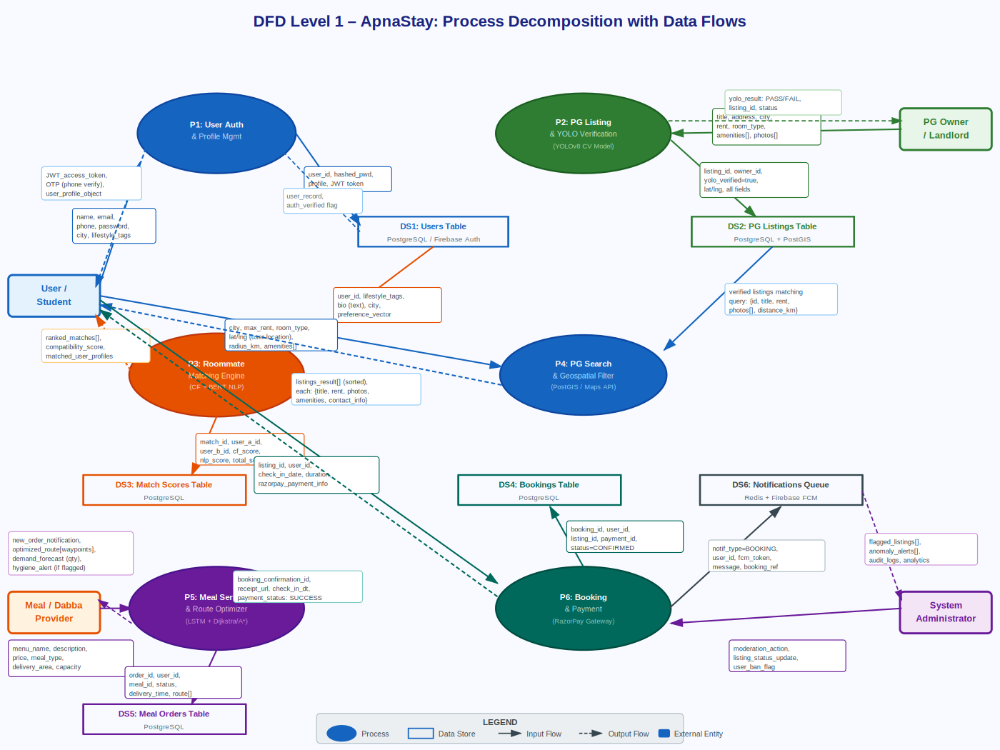 DFD Level 1 – ApnaStay: Process Decomposition with Data Flows
P1: User Auth
& Profile Mgmt
P2: PG Listing
& YOLO Verification
(YOLOv8 CV Model)
yolo_result: PASS/FAIL,
listing_id, status
title, address, city,
rent, room_type,
amenities[], photos[]
PG Owner
/ Landlord
JWT_access_token,
OTP (phone verify),
user_profile_object
name, email,
phone, password,
city, lifestyle_tags
user_id, hashed_pwd,
profile, JWT token
user_record,
auth_verified flag
listing_id, owner_id,
yolo_verified=true,
lat/lng, all fields
DS1: Users Table
PostgreSQL / Firebase Auth
DS2: PG Listings Table
PostgreSQL + PostGIS
User /
Student
user_id, lifestyle_tags,
bio (text), city,
preference_vector
verified listings matching
query: {id, title, rent,
photos[], distance_km}
ranked_matches[],
compatibility_score,
matched_user_profiles
city, max_rent, room_type,
lat/lng (user location),
radius_km, amenities[]
P3: Roommate
Matching Engine
(CF + BERT NLP)
listings_result[] (sorted),
each: {title, rent, photos,
amenities, contact_info}
P4: PG Search
& Geospatial Filter
(PostGIS / Maps API)
match_id, user_a_id,
user_b_id, cf_score,
nlp_score,
listing_id, user_id,
check_in_date, duration,
razorpay_payment_info
DS3: Match Scores Table
PostgreSQL
DS4: Bookings Table
PostgreSQL
DS6: Notifications Queue
Redis + Firebase FCM
new_order_notification,
optimized_route[waypoints],
demand_forecast (qty),
hygiene_alert (if flagged)
booking_id, user_id,
listing_id, payment_id,
status=CONFIRMED
notif_type=BOOKING,
user_id, fcm_token,
message, booking_ref
flagged_listings[],
anomaly_alerts[],
audit_logs, analytics
booking_confirmation_id,
receipt_url, check_in_dt,
payment_status: SUCCESS
Meal / Dabba
Provider
P5: Meal
& Route Optimizer
(LSTM + Dijkstra/A*)
P6: Booking
& Payment
(RazorPay Gateway)
System
Administrator
menu_name, description,
price, meal_type,
delivery_area, capacity
order_id, user_id,
meal_id, status,
delivery_time, route[]
moderation_action,
listing_status_update,
user_ban_flag
DS5: Meal Orders Table
PostgreSQL
LEGEND
Process
Data Store
Input Flow
Output Flow
External Entity